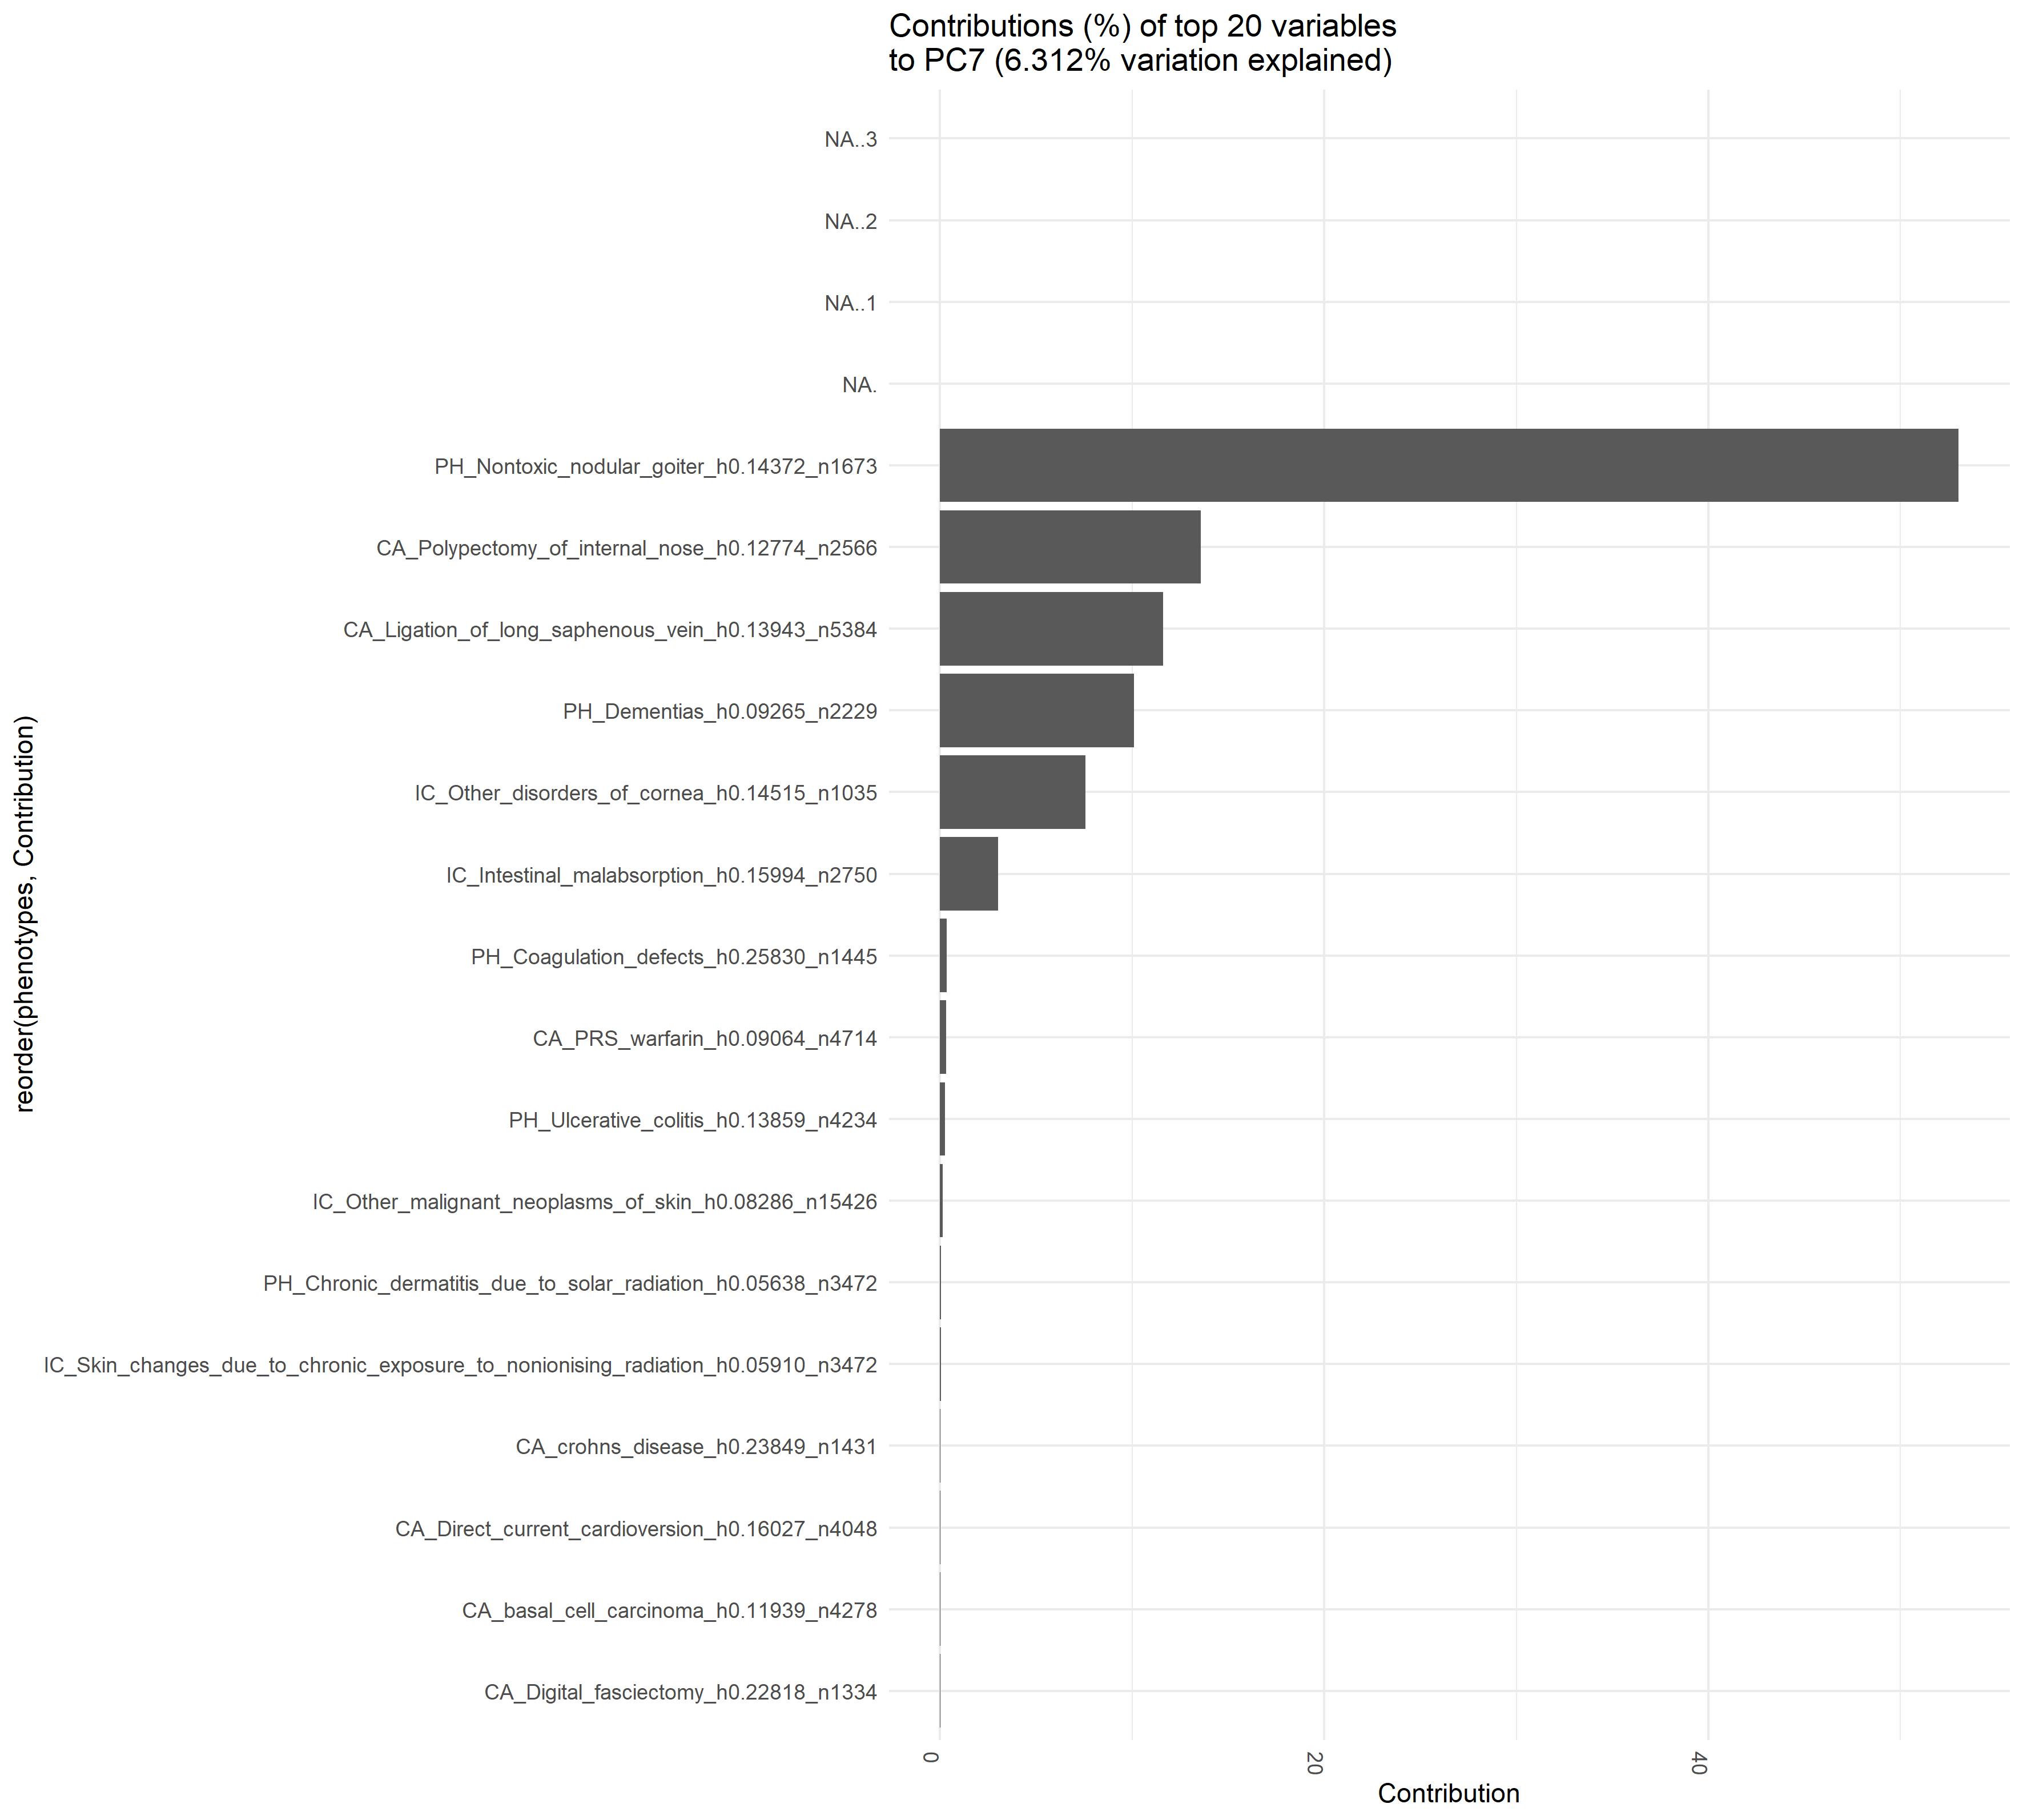 Contributions (%) of top 20 variables
to PC7 (6.312% variation explained)
NA..3
NA..2
NA..1
NA.
PH_Nontoxic_nodular_goiter_h0.14372_n1673
CA_Polypectomy_of_internal_nose_h0.12774_n2566
CA_Ligation_of_long_saphenous_vein_h0.13943_n5384
PH_Dementias_h0.09265_n2229
IC_Other_disorders_of_cornea_h0.14515_n1035
IC_Intestinal_malabsorption_h0.15994_n2750
PH_Coagulation_defects_h0.25830_n1445
CA_PRS_warfarin_h0.09064_n4714
PH_Ulcerative_colitis_h0.13859_n4234
IC_Other_malignant_neoplasms_of_skin_h0.08286_n15426
PH_Chronic_dermatitis_due_to_solar_radiation_h0.05638_n3472
IC_Skin_changes_due_to_chronic_exposure_to_nonionising_radiation_h0.05910_n3472
CA_crohns_disease_h0.23849_n1431
CA_Direct_current_cardioversion_h0.16027_n4048
CA_basal_cell_carcinoma_h0.11939_n4278
CA_Digital_fasciectomy_h0.22818_n1334
reorder(phenotypes, Contribution)
0
20
40
Contribution